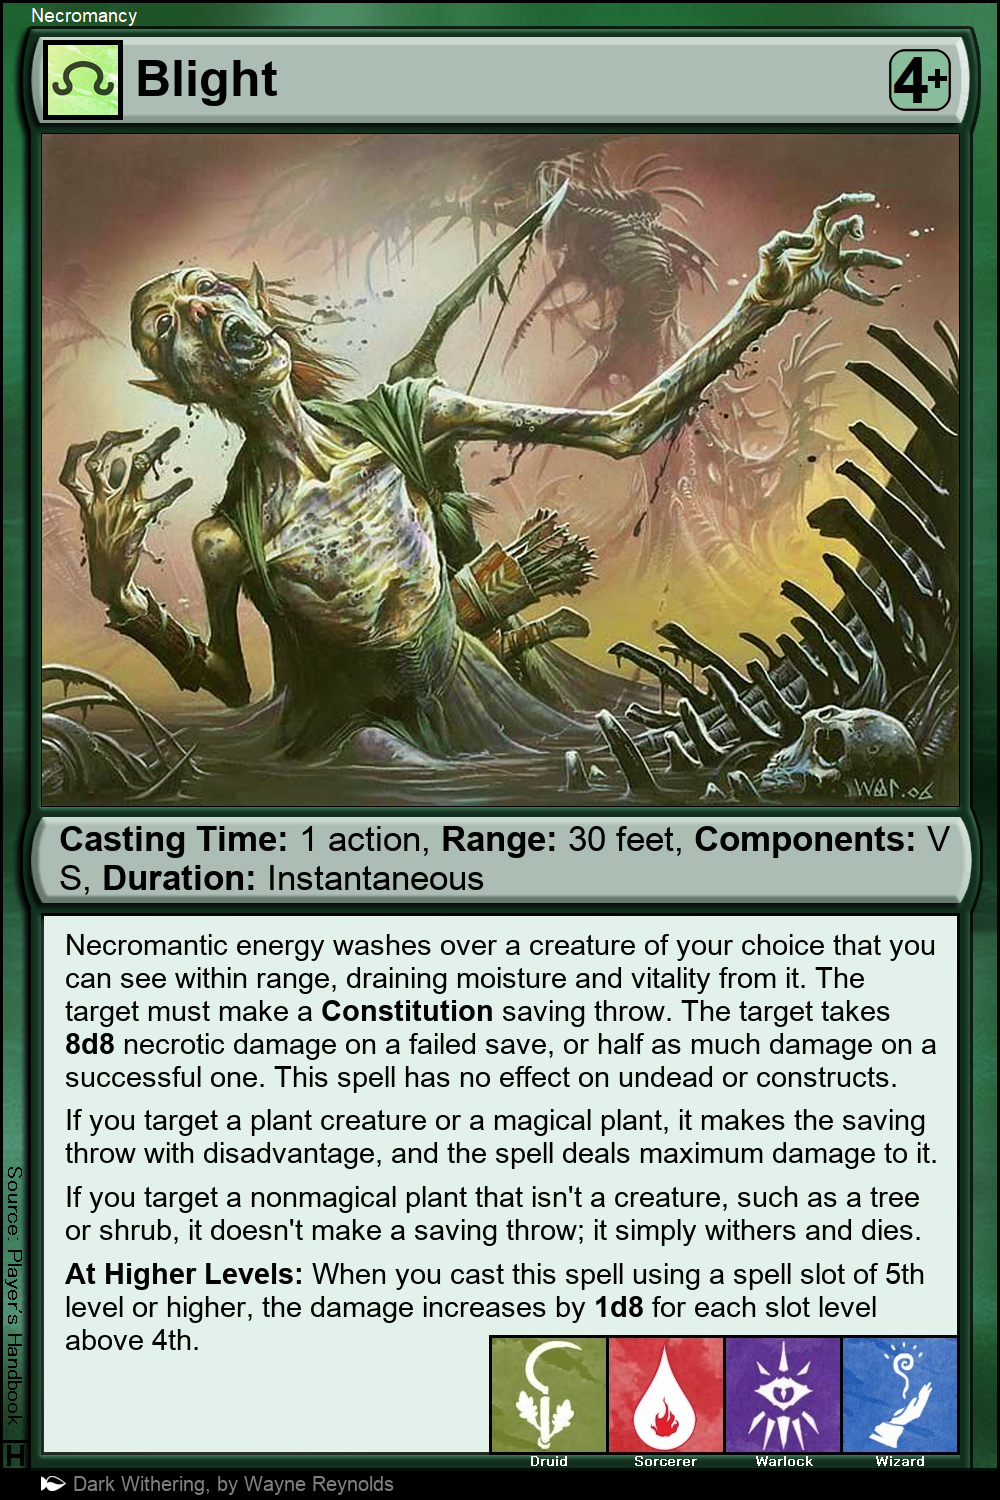 Necromancy
Blight
4+
WAR.06
Casting Time: 1 action, Range: 30 feet, Components: V
S, Duration: Instantaneous
Necromantic energy washes over a creature of your choice that you
can see within range, draining moisture and vitality from it. The
target must make a Constitution saving throw. The target takes
8d8 necrotic damage on a failed save, or half as much damage on a
successful one. This spell has no effect on undead or constructs.
If you target a plant creature or a magical plant, it makes the saving
throw with disadvantage, and the spell deals maximum damage to it.
If you target a nonmagical plant that isn't a creature, such as a tree
or shrub, it doesn't make a saving throw; it simply withers and dies.
At Higher Levels: When you cast this spell using a spell slot of 5th
level or higher, the damage increases by 1d8 for each slot level
above 4th.
Source: Player's Handbook
H
Druid
Sorcerer
Warlock
Wizard
Dark Withering, by Wayne Reynolds